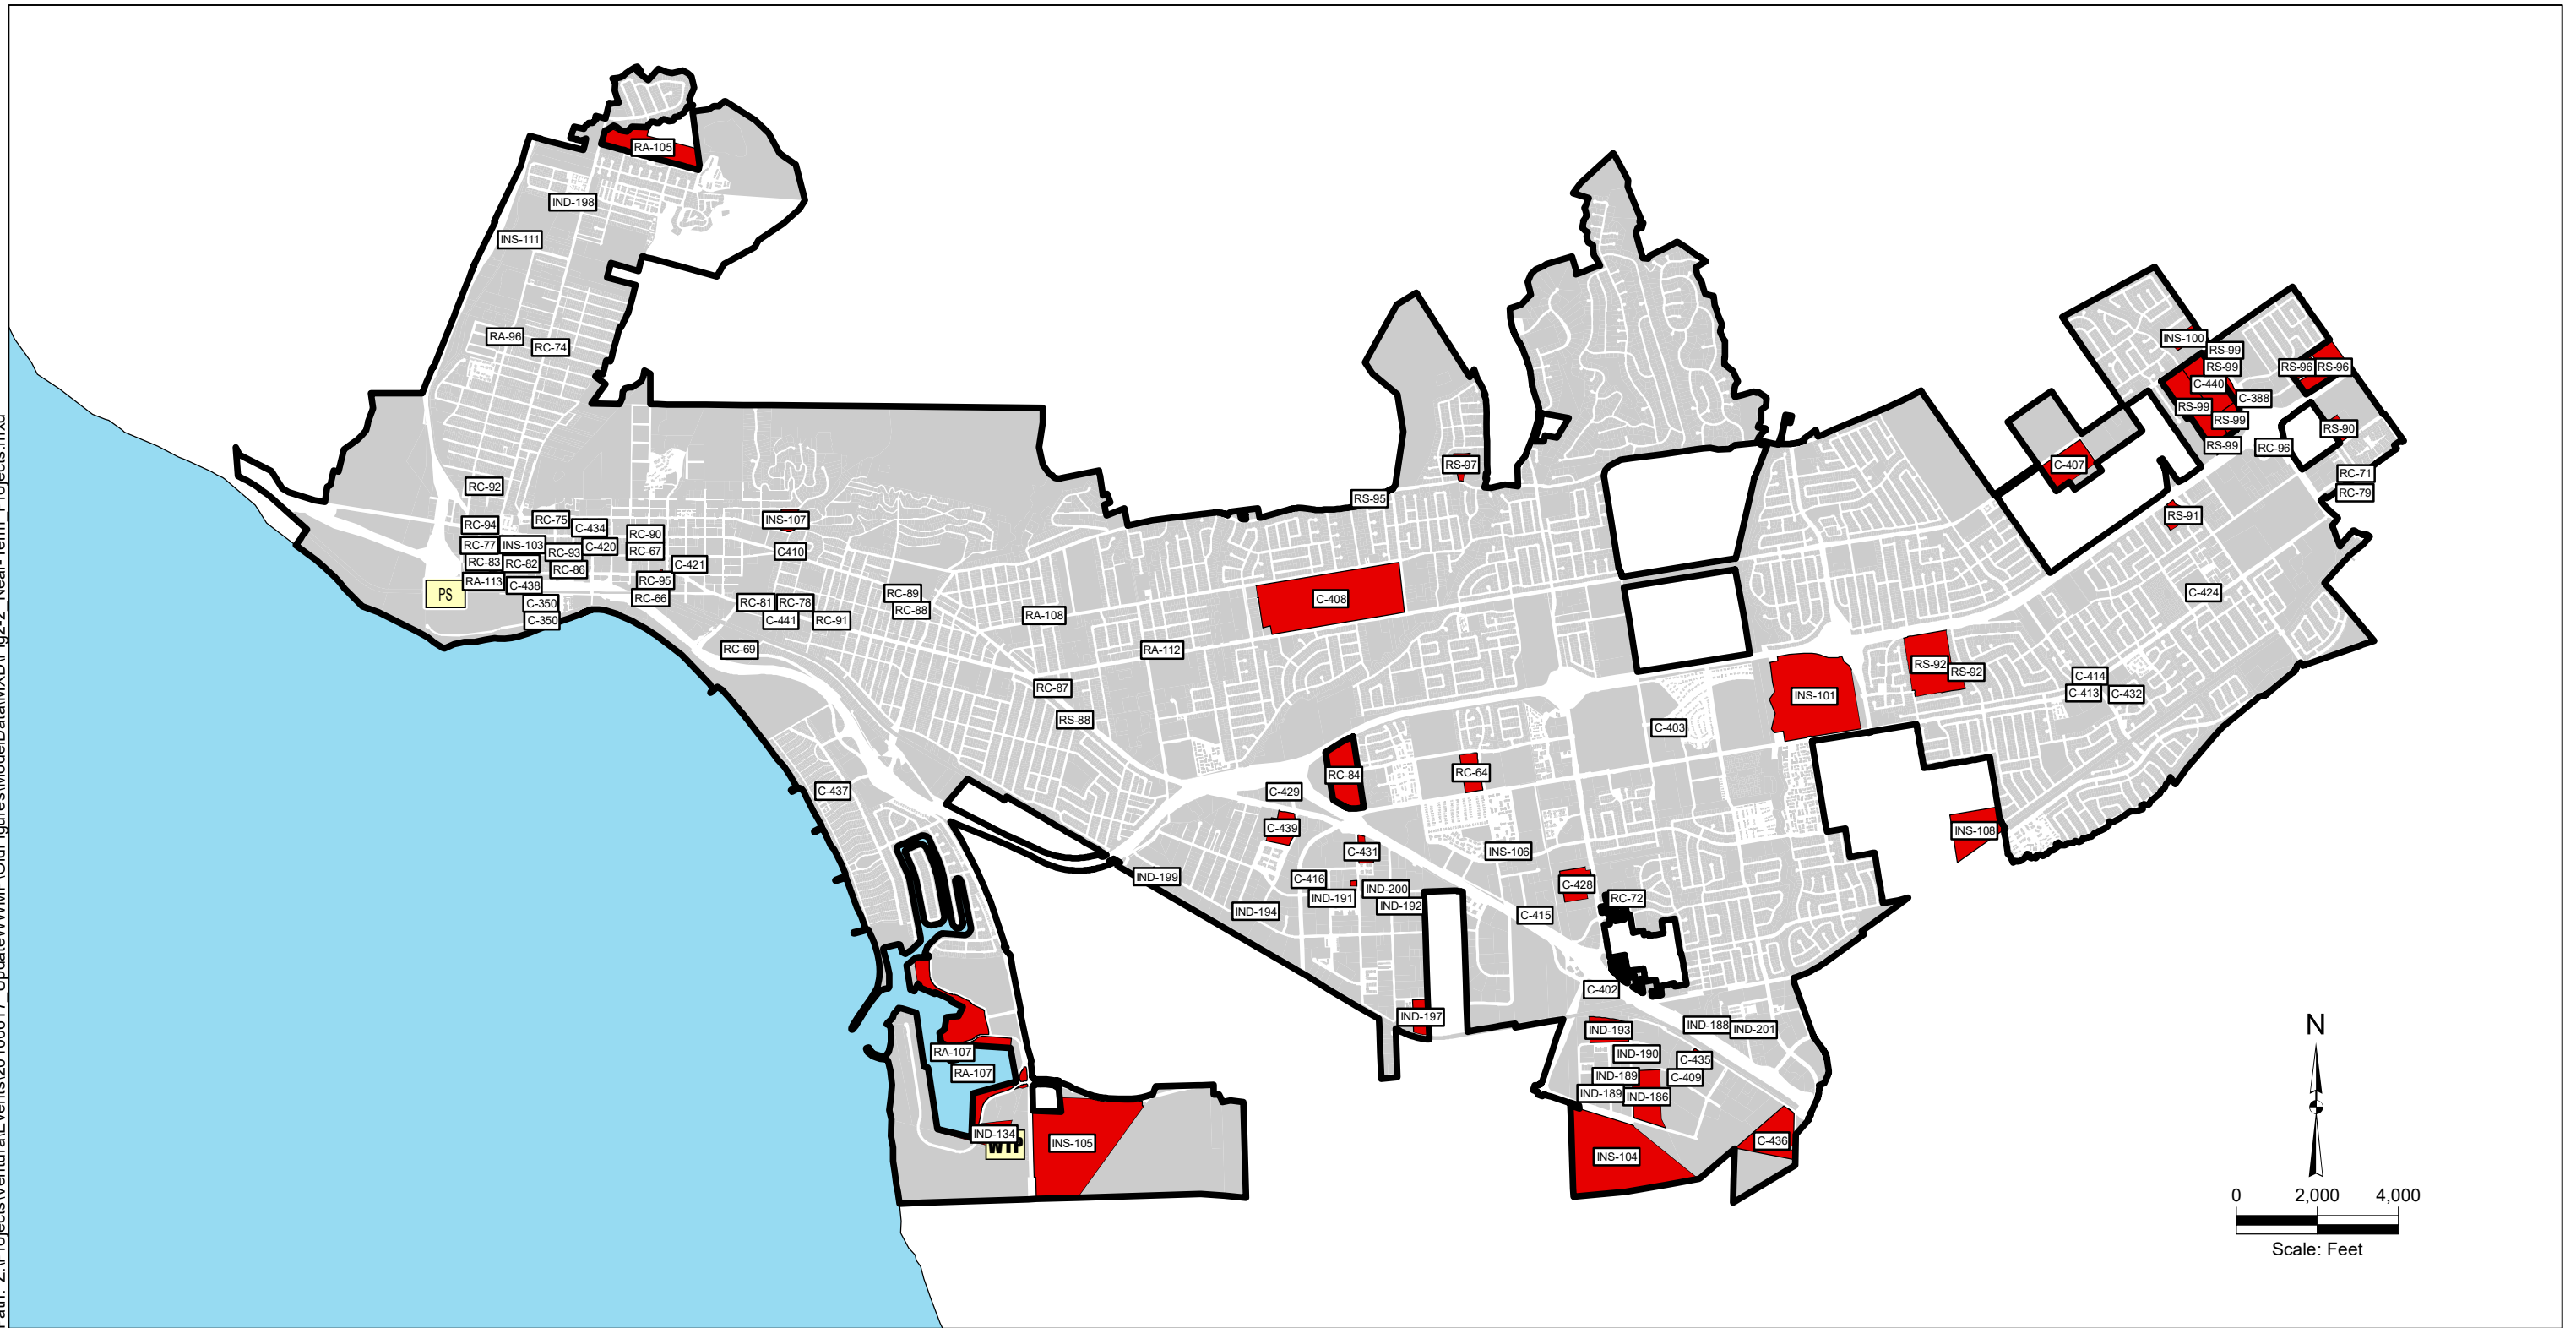 RA-105
IND-198
INS-111
RA-96
RC-74
INS-100
RS-99
RS-99
RS-96
RS-96
C-440
C-388
RS-99
RS-99
RS-90
RS-99
RC-96
C-407
RS-97
RC-71
RC-79
RC-92
RS-95
RS-91
RC-94
RC-75
C-434
RC-90
INS-107
RC-77
INS-103
RC-93
C-420
RC-67
C410
RC-83
RC-82
RC-86
C-421
RA-113
C-438
RC-95
PS
C-350
RC-66
C-350
RC-81
RC-78
C-441
RC-91
RC-89
RC-88
RA-108
C-408
C-424
RC-69
RA-112
RS-92
RS-92
RC-87
INS-101
C-414
C-413
C-432
RS-88
C-403
RC-84
RC-64
C-437
C-429
C-439
INS-108
C-431
INS-106
IND-199
C-416
IND-200
C-428
IND-191
IND-192
RC-72
IND-194
C-415
C-402
IND-197
IND-193
IND-188
IND-201
RA-107
IND-190
C-435
RA-107
IND-189
C-409
IND-189
IND-186
IND-134
WTP
INS-105
INS-104
C-436
N
0 2,000 4,000
Scale: Feet